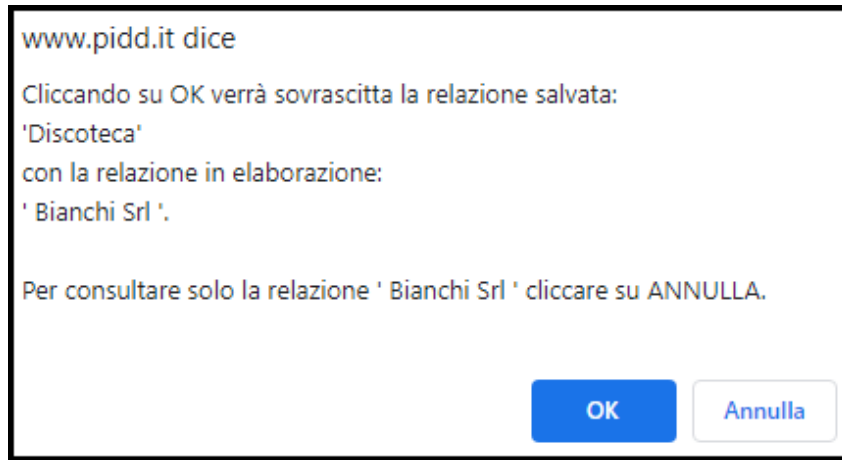 www.pidd.it dice
Cliccando su OK verrà sovrascitta la relazione salvata:
'Discoteca'
con la relazione in elaborazione:
' Bianchi Srl '.
Per consultare solo la relazione ' Bianchi Srl ' cliccare su ANNULLA.
OK
Annulla